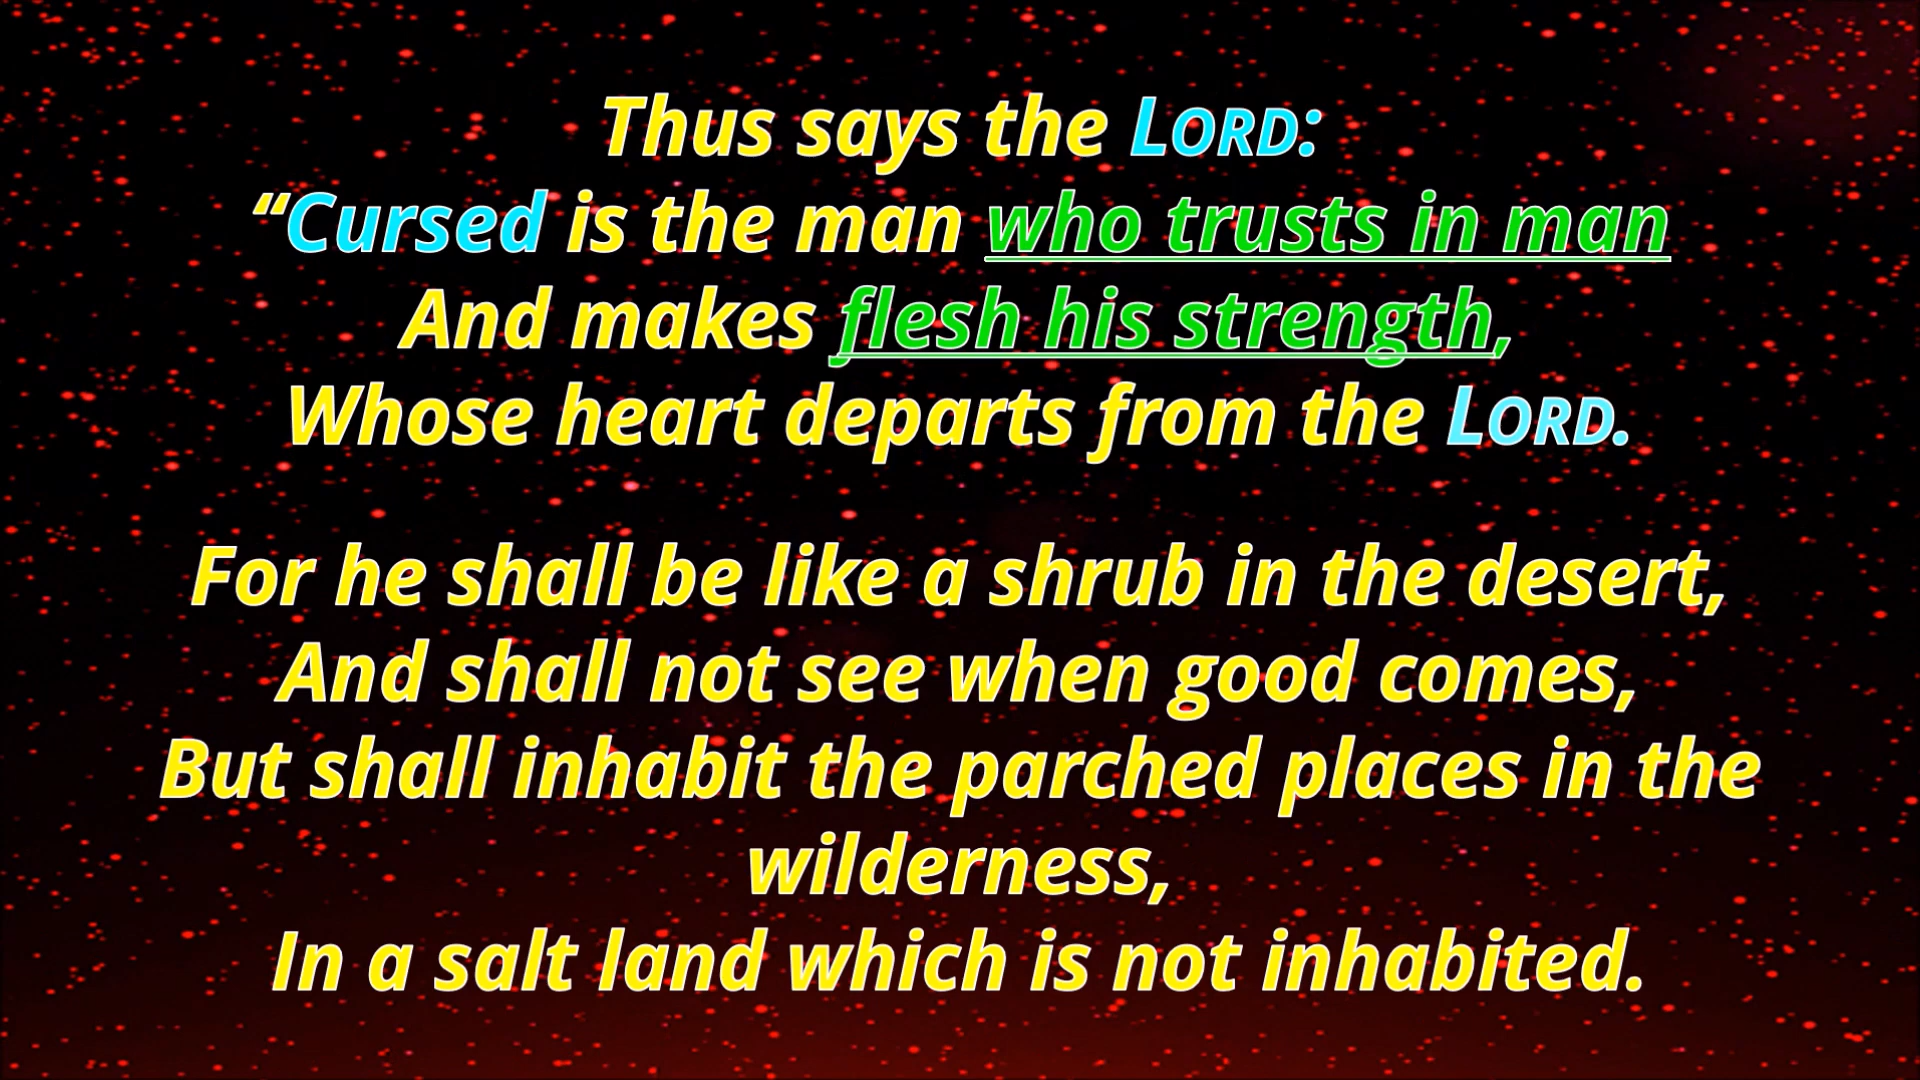 Thus says the LORD:
“Cursed is the man who trusts in man
And makes flesh his strength,
Whose heart departs from the LORD.
For he shall be like a shrub in the desert,
And shall not see when good comes,
But shall inhabit the parched places in the
wilderness,
In a salt land which is not inhabited.